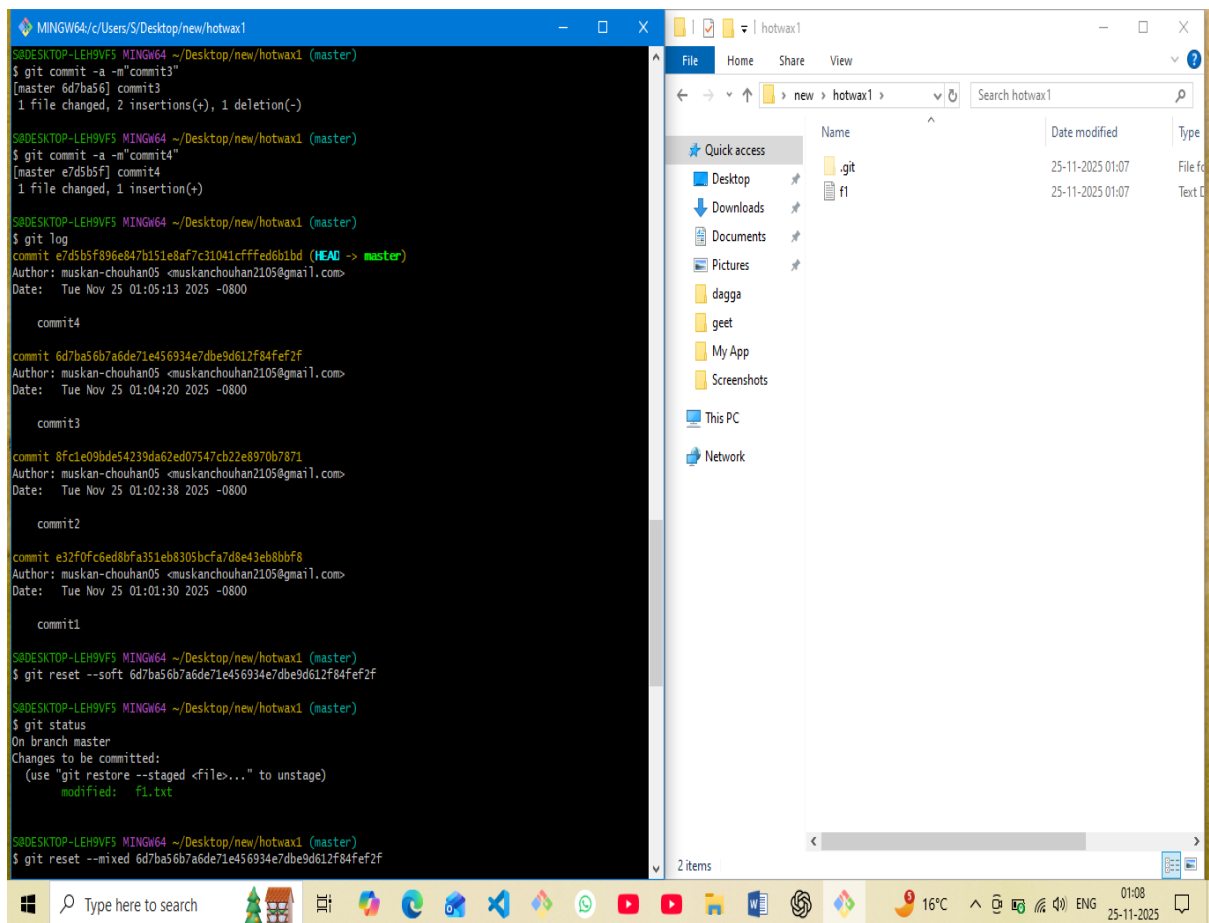 MINGW64:/c/Users/S/Desktop/new/hotwax1
S@DESKTOP-LEH9VF5 MINGW64 ~/Desktop/new/hotwax1 (master)
$ git commit -a -m"commit3"
[master 6d7ba56] commit3
 1 file changed, 2 insertions(+), 1 deletion(-)
S@DESKTOP-LEH9VF5 MINGW64 ~/Desktop/new/hotwax1 (master)
$ git commit -a -m"commit4"
[master e7d5b5f] commit4
 1 file changed, 1 insertion(+)
S@DESKTOP-LEH9VF5 MINGW64 ~/Desktop/new/hotwax1 (master)
$ git log
commit e7d5b5f896e847b151e8af7c31041cfffed6b1bd (HEAD -> master)
Author: muskan-chouhan05 <muskanchouhan2105@gmail.com>
Date:   Tue Nov 25 01:05:13 2025 -0800
    commit4
commit 6d7ba56b7a6de71e456934e7dbe9d612f84fef2f
Author: muskan-chouhan05 <muskanchouhan2105@gmail.com>
Date:   Tue Nov 25 01:04:20 2025 -0800
    commit3
commit 8fc1e09bde54239da62ed07547cb22e8970b7871
Author: muskan-chouhan05 <muskanchouhan2105@gmail.com>
Date:   Tue Nov 25 01:02:38 2025 -0800
    commit2
commit e32f0fc6ed8bfa351eb8305bcfa7d8e43eb8bbf8
Author: muskan-chouhan05 <muskanchouhan2105@gmail.com>
Date:   Tue Nov 25 01:01:30 2025 -0800
    commit1
S@DESKTOP-LEH9VF5 MINGW64 ~/Desktop/new/hotwax1 (master)
$ git reset --soft 6d7ba56b7a6de71e456934e7dbe9d612f84fef2f
S@DESKTOP-LEH9VF5 MINGW64 ~/Desktop/new/hotwax1 (master)
$ git status
On branch master
Changes to be committed:
  (use "git restore --staged <file>..." to unstage)
        modified:   f1.txt
S@DESKTOP-LEH9VF5 MINGW64 ~/Desktop/new/hotwax1 (master)
$ git reset --mixed 6d7ba56b7a6de71e456934e7dbe9d612f84fef2f
hotwax1
File Home Share View
new > hotwax1 >
Search hotwax1
Name Date modified Type
.git 25-11-2025 01:07 File fo
f1 25-11-2025 01:07 Text D
Quick access
Desktop
Downloads
Documents
Pictures
dagga
geet
My App
Screenshots
This PC
Network
2 items
Type here to search
9
16°C
ENG
01:08
25-11-2025